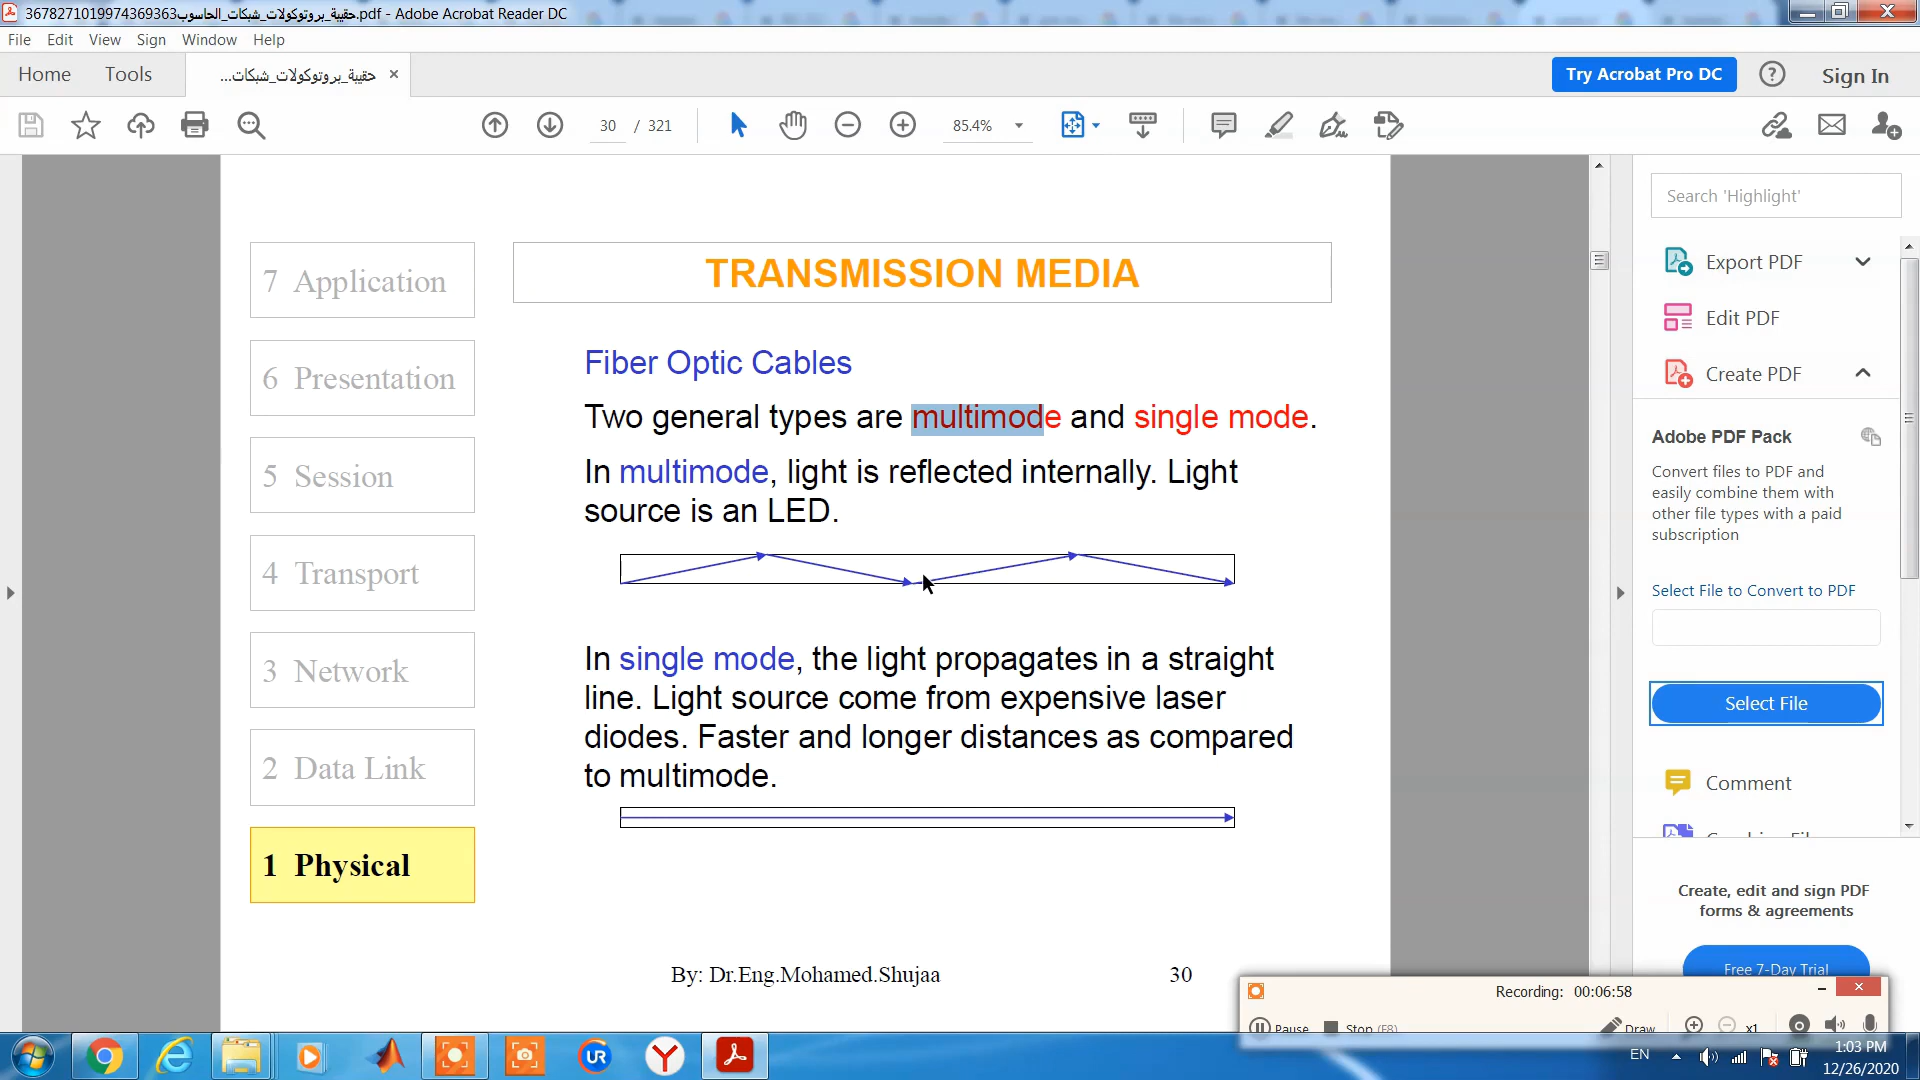 3678271019974369363حقيبة_بروتوكولات_شبكات_الحاسوب.pdf - Adobe Acrobat Reader DC
File Edit View Sign Window Help
Home Tools حقيبة_بروتوكولات_شبكات... × Try Acrobat Pro DC Sign In
30 / 321 85.4%
Search 'Highlight'
7 Application
TRANSMISSION MEDIA
Export PDF
Edit PDF
Fiber Optic Cables
6 Presentation
Create PDF
Two general types are multimode and single mode.
Adobe PDF Pack
In multimode, light is reflected internally. Light
source is an LED.
5 Session
Convert files to PDF and
easily combine them with
other file types with a paid
subscription
4 Transport
Select File to Convert to PDF
In single mode, the light propagates in a straight
line. Light source come from expensive laser
diodes. Faster and longer distances as compared
to multimode.
3 Network
Select File
2 Data Link
Comment
1 Physical
Create, edit and sign PDF
forms & agreements
Free 7-Day Trial
By: Dr.Eng.Mohamed.Shujaa 30
Recording: 00:06:58
Pause Stop (F8) Draw x1
EN 1:03 PM
12/26/2020